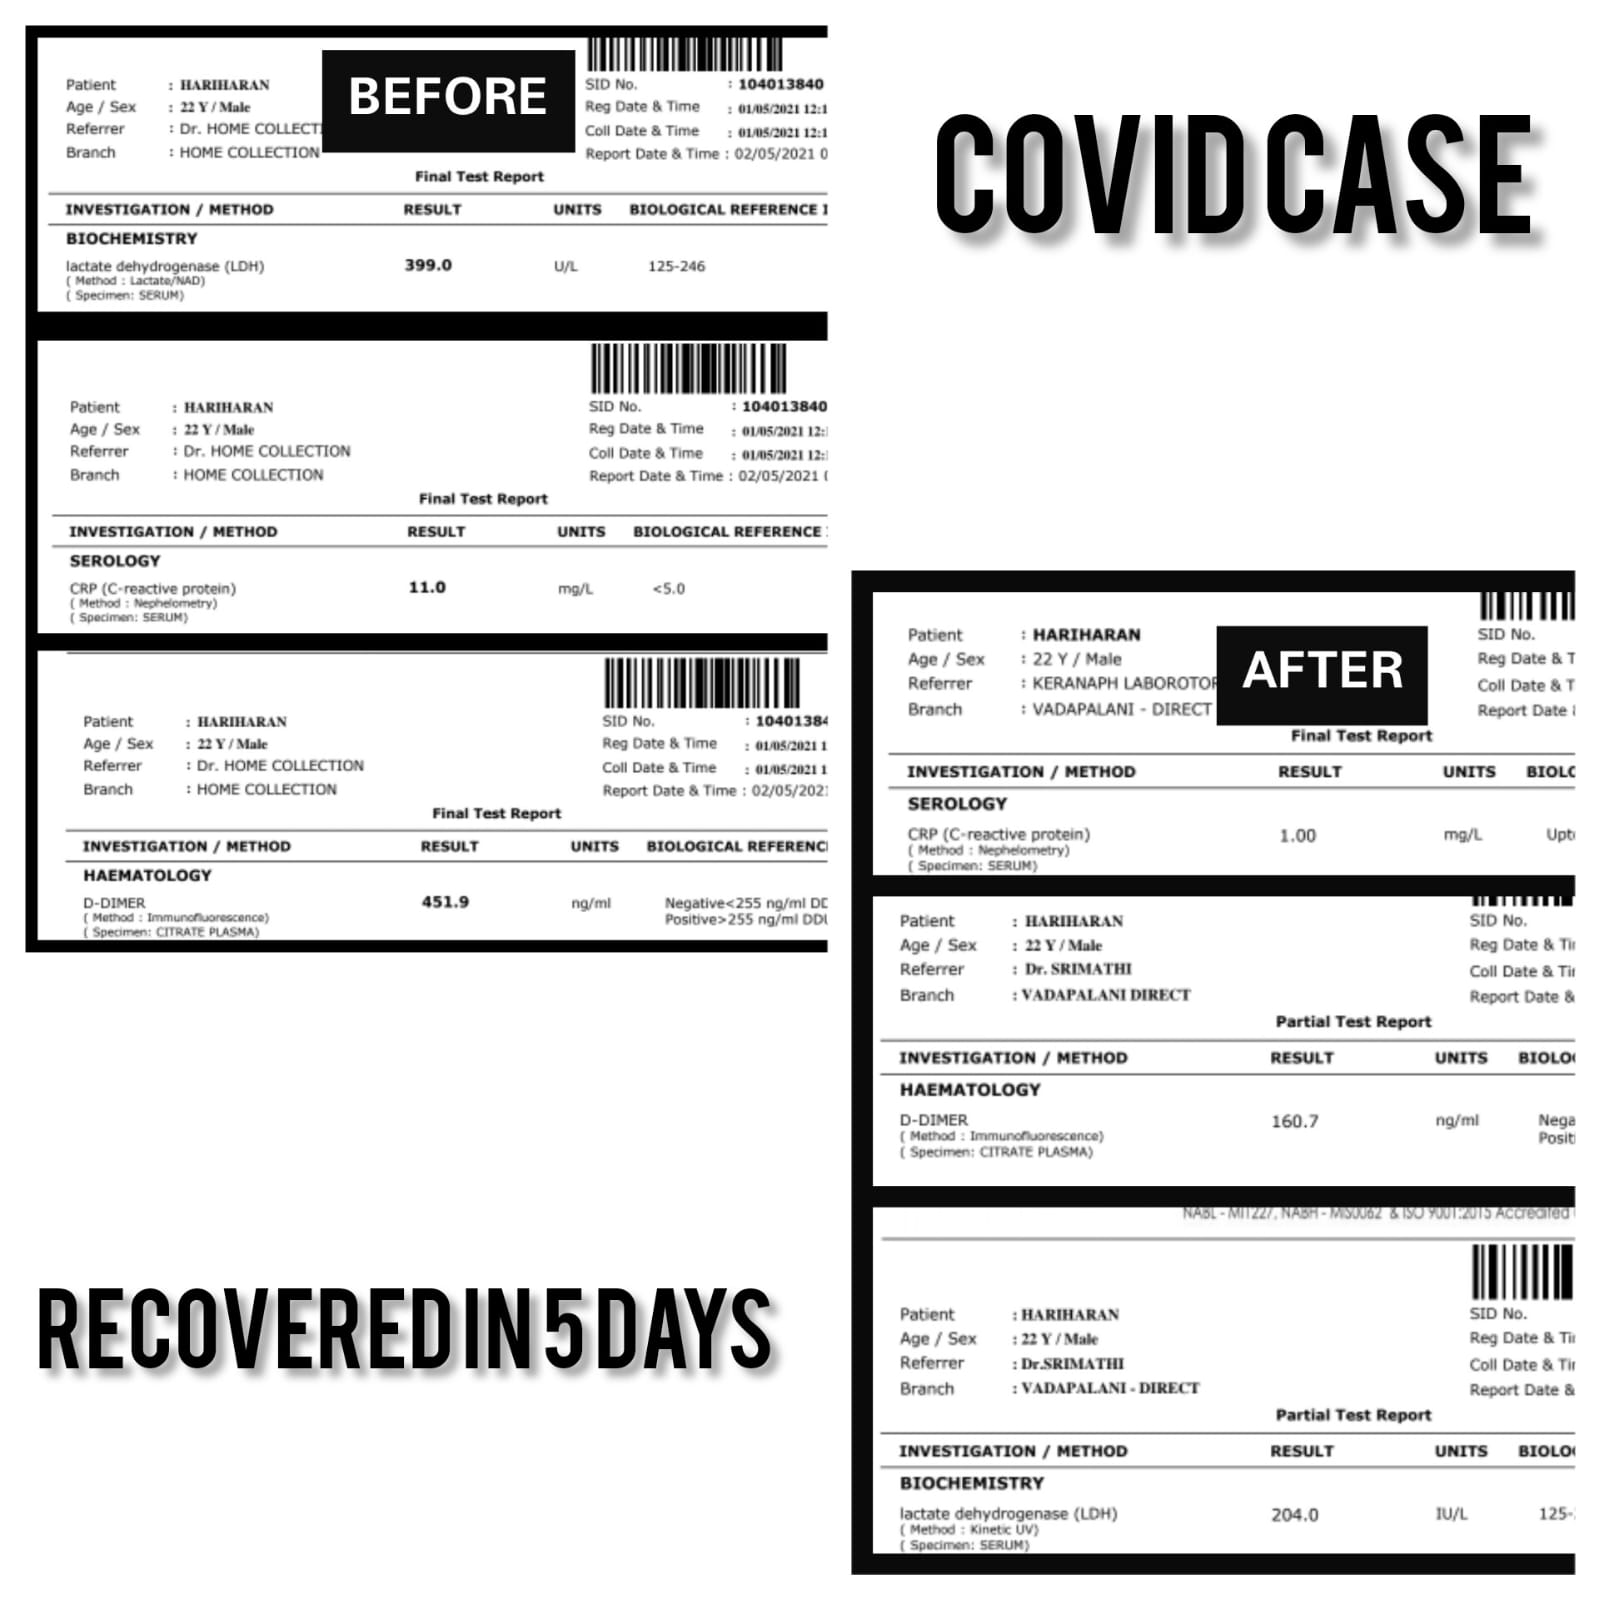 BEFORE
Patient : HARIHARAN SID No. : 104013840
Age / Sex : 22 Y / Male Reg Date & Time : 01/05/2021 12:1
Referrer : Dr. HOME COLLECT Coll Date & Time : 01/05/2021 12:1
Branch : HOME COLLECTION Report Date & Time : 02/05/2021 0
Final Test Report
INVESTIGATION / METHOD RESULT UNITS BIOLOGICAL REFERENCE
BIOCHEMISTRY
lactate dehydrogenase (LDH) 399.0 U/L 125-246
( Method : Lactate/NAD)
( Specimen: SERUM)
Patient : HARIHARAN SID No. : 104013840
Age / Sex : 22 Y / Male Reg Date & Time : 01/05/2021 12:
Referrer : Dr. HOME COLLECTION Coll Date & Time : 01/05/2021 12:
Branch : HOME COLLECTION Report Date & Time : 02/05/2021
Final Test Report
INVESTIGATION / METHOD RESULT UNITS BIOLOGICAL REFERENCE
SEROLOGY
CRP (C-reactive protein) 11.0 mg/L <5.0
( Method : Nephelometry)
( Specimen: SERUM)
Patient : HARIHARAN SID No. : 1040138
Age / Sex : 22 Y / Male Reg Date & Time : 01/05/2021 1
Referrer : Dr. HOME COLLECTION Coll Date & Time : 01/05/2021 1
Branch : HOME COLLECTION Report Date & Time : 02/05/202
Final Test Report
INVESTIGATION / METHOD RESULT UNITS BIOLOGICAL REFERENC
HAEMATOLOGY
D-DIMER 451.9 ng/ml Negative<255 ng/ml DD
( Method : Immunofluorescence) Positive>255 ng/ml DD
( Specimen: CITRATE PLASMA)
COVID CASE
AFTER
Patient : HARIHARAN SID No.
Age / Sex : 22 Y / Male Reg Date & T
Referrer : KERANAPH LABOROTOR Coll Date & T
Branch : VADAPALANI - DIRECT Report Date
Final Test Report
INVESTIGATION / METHOD RESULT UNITS BIOL
SEROLOGY
CRP (C-reactive protein) 1.00 mg/L Upt
( Method : Nephelometry)
( Specimen: SERUM)
Patient : HARIHARAN SID No.
Age / Sex : 22 Y / Male Reg Date & Ti
Referrer : Dr. SRIMATHI Coll Date & Ti
Branch : VADAPALANI DIRECT Report Date &
Partial Test Report
INVESTIGATION / METHOD RESULT UNITS BIOLO
HAEMATOLOGY
D-DIMER 160.7 ng/ml Nega
( Method : Immunofluorescence) Posit
( Specimen: CITRATE PLASMA)
NABL - MIT227, NABH - MIS0062 & ISO 9001:2015 Accredited
Patient : HARIHARAN SID No.
Age / Sex : 22 Y / Male Reg Date & Ti
Referrer : Dr.SRIMATHI Coll Date & Ti
Branch : VADAPALANI - DIRECT Report Date &
Partial Test Report
INVESTIGATION / METHOD RESULT UNITS BIOLO
BIOCHEMISTRY
lactate dehydrogenase (LDH) 204.0 IU/L 125-
( Method : Kinetic UV)
( Specimen: SERUM)
RECOVERED IN 5 DAYS